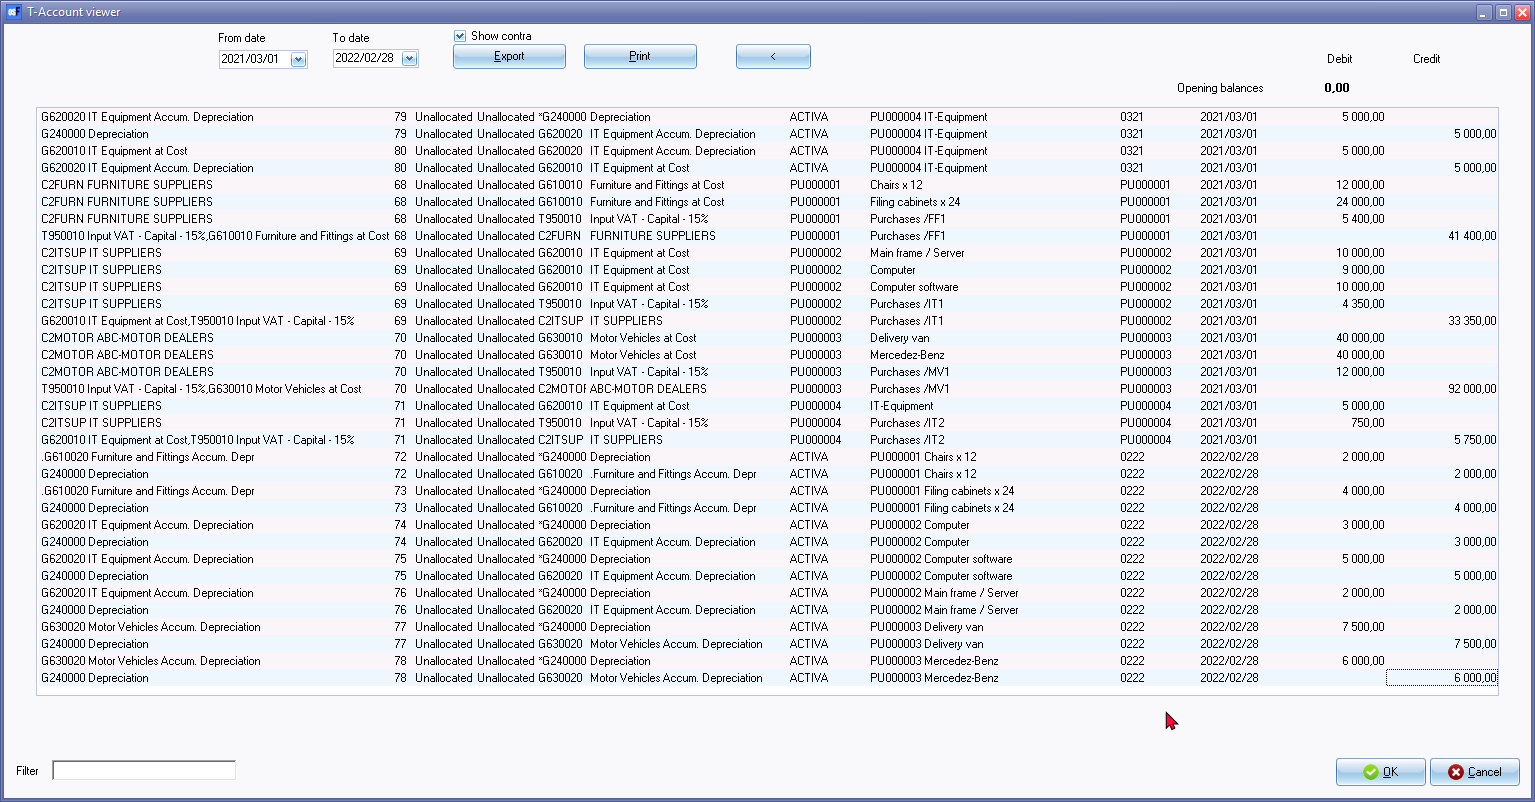 T-Account viewer
From date To date Show contra
2021/03/01 2022/02/28 Export Print <
Debit Credit
Opening balances 0,00
G620020 IT Equipment Accum. Depreciation 79 Unallocated Unallocated *G240000 Depreciation ACTIVA PU000004 IT-Equipment 0321 2021/03/01 5 000,00
G240000 Depreciation 79 Unallocated Unallocated G620020 IT Equipment Accum. Depreciation ACTIVA PU000004 IT-Equipment 0321 2021/03/01 5 000,00
G620010 IT Equipment at Cost 80 Unallocated Unallocated G620020 IT Equipment Accum. Depreciation ACTIVA PU000004 IT-Equipment 0321 2021/03/01 5 000,00
G620020 IT Equipment Accum. Depreciation 80 Unallocated Unallocated G620010 IT Equipment at Cost ACTIVA PU000004 IT-Equipment 0321 2021/03/01 5 000,00
C2FURN FURNITURE SUPPLIERS 68 Unallocated Unallocated G610010 Furniture and Fittings at Cost PU000001 Chairs x 12 PU000001 2021/03/01 12 000,00
C2FURN FURNITURE SUPPLIERS 68 Unallocated Unallocated G610010 Furniture and Fittings at Cost PU000001 Filing cabinets x 24 PU000001 2021/03/01 24 000,00
C2FURN FURNITURE SUPPLIERS 68 Unallocated Unallocated T950010 Input VAT - Capital - 15% PU000001 Purchases /FF1 PU000001 2021/03/01 5 400,00
T950010 Input VAT - Capital - 15%,G610010 Furniture and Fittings at Cost 68 Unallocated Unallocated C2FURN FURNITURE SUPPLIERS PU000001 Purchases /FF1 PU000001 2021/03/01 41 400,00
C2ITSUP IT SUPPLIERS 69 Unallocated Unallocated G620010 IT Equipment at Cost PU000002 Main frame / Server PU000002 2021/03/01 10 000,00
C2ITSUP IT SUPPLIERS 69 Unallocated Unallocated G620010 IT Equipment at Cost PU000002 Computer PU000002 2021/03/01 9 000,00
C2ITSUP IT SUPPLIERS 69 Unallocated Unallocated G620010 IT Equipment at Cost PU000002 Computer software PU000002 2021/03/01 10 000,00
C2ITSUP IT SUPPLIERS 69 Unallocated Unallocated T950010 Input VAT - Capital - 15% PU000002 Purchases /IT1 PU000002 2021/03/01 4 350,00
G620010 IT Equipment at Cost,T950010 Input VAT - Capital - 15% 69 Unallocated Unallocated C2ITSUP IT SUPPLIERS PU000002 Purchases /IT1 PU000002 2021/03/01 33 350,00
C2MOTOR ABC-MOTOR DEALERS 70 Unallocated Unallocated G630010 Motor Vehicles at Cost PU000003 Delivery van PU000003 2021/03/01 40 000,00
C2MOTOR ABC-MOTOR DEALERS 70 Unallocated Unallocated G630010 Motor Vehicles at Cost PU000003 Mercedez-Benz PU000003 2021/03/01 40 000,00
C2MOTOR ABC-MOTOR DEALERS 70 Unallocated Unallocated T950010 Input VAT - Capital - 15% PU000003 Purchases /MV1 PU000003 2021/03/01 12 000,00
T950010 Input VAT - Capital - 15%,G630010 Motor Vehicles at Cost 70 Unallocated Unallocated C2MOTOR ABC-MOTOR DEALERS PU000003 Purchases /MV1 PU000003 2021/03/01 92 000,00
C2ITSUP IT SUPPLIERS 71 Unallocated Unallocated G620010 IT Equipment at Cost PU000004 IT-Equipment PU000004 2021/03/01 5 000,00
C2ITSUP IT SUPPLIERS 71 Unallocated Unallocated T950010 Input VAT - Capital - 15% PU000004 Purchases /IT2 PU000004 2021/03/01 750,00
G620010 IT Equipment at Cost,T950010 Input VAT - Capital - 15% 71 Unallocated Unallocated C2ITSUP IT SUPPLIERS PU000004 Purchases /IT2 PU000004 2021/03/01 5 750,00
.G610020 Furniture and Fittings Accum. Depr 72 Unallocated Unallocated *G240000 Depreciation ACTIVA PU000001 Chairs x 12 0222 2022/02/28 2 000,00
G240000 Depreciation 72 Unallocated Unallocated G610020 .Furniture and Fittings Accum. Depr ACTIVA PU000001 Chairs x 12 0222 2022/02/28 2 000,00
.G610020 Furniture and Fittings Accum. Depr 73 Unallocated Unallocated *G240000 Depreciation ACTIVA PU000001 Filing cabinets x 24 0222 2022/02/28 4 000,00
G240000 Depreciation 73 Unallocated Unallocated G610020 .Furniture and Fittings Accum. Depr ACTIVA PU000001 Filing cabinets x 24 0222 2022/02/28 4 000,00
G620020 IT Equipment Accum. Depreciation 74 Unallocated Unallocated *G240000 Depreciation ACTIVA PU000002 Computer 0222 2022/02/28 3 000,00
G240000 Depreciation 74 Unallocated Unallocated G620020 IT Equipment Accum. Depreciation ACTIVA PU000002 Computer 0222 2022/02/28 3 000,00
G620020 IT Equipment Accum. Depreciation 75 Unallocated Unallocated *G240000 Depreciation ACTIVA PU000002 Computer software 0222 2022/02/28 5 000,00
G240000 Depreciation 75 Unallocated Unallocated G620020 IT Equipment Accum. Depreciation ACTIVA PU000002 Computer software 0222 2022/02/28 5 000,00
G620020 IT Equipment Accum. Depreciation 76 Unallocated Unallocated *G240000 Depreciation ACTIVA PU000002 Main frame / Server 0222 2022/02/28 2 000,00
G240000 Depreciation 76 Unallocated Unallocated G620020 IT Equipment Accum. Depreciation ACTIVA PU000002 Main frame / Server 0222 2022/02/28 2 000,00
G630020 Motor Vehicles Accum. Depreciation 77 Unallocated Unallocated *G240000 Depreciation ACTIVA PU000003 Delivery van 0222 2022/02/28 7 500,00
G240000 Depreciation 77 Unallocated Unallocated G630020 Motor Vehicles Accum. Depreciation ACTIVA PU000003 Delivery van 0222 2022/02/28 7 500,00
G630020 Motor Vehicles Accum. Depreciation 78 Unallocated Unallocated *G240000 Depreciation ACTIVA PU000003 Mercedez-Benz 0222 2022/02/28 6 000,00
G240000 Depreciation 78 Unallocated Unallocated G630020 Motor Vehicles Accum. Depreciation ACTIVA PU000003 Mercedez-Benz 0222 2022/02/28 6 000,00
Filter OK Cancel